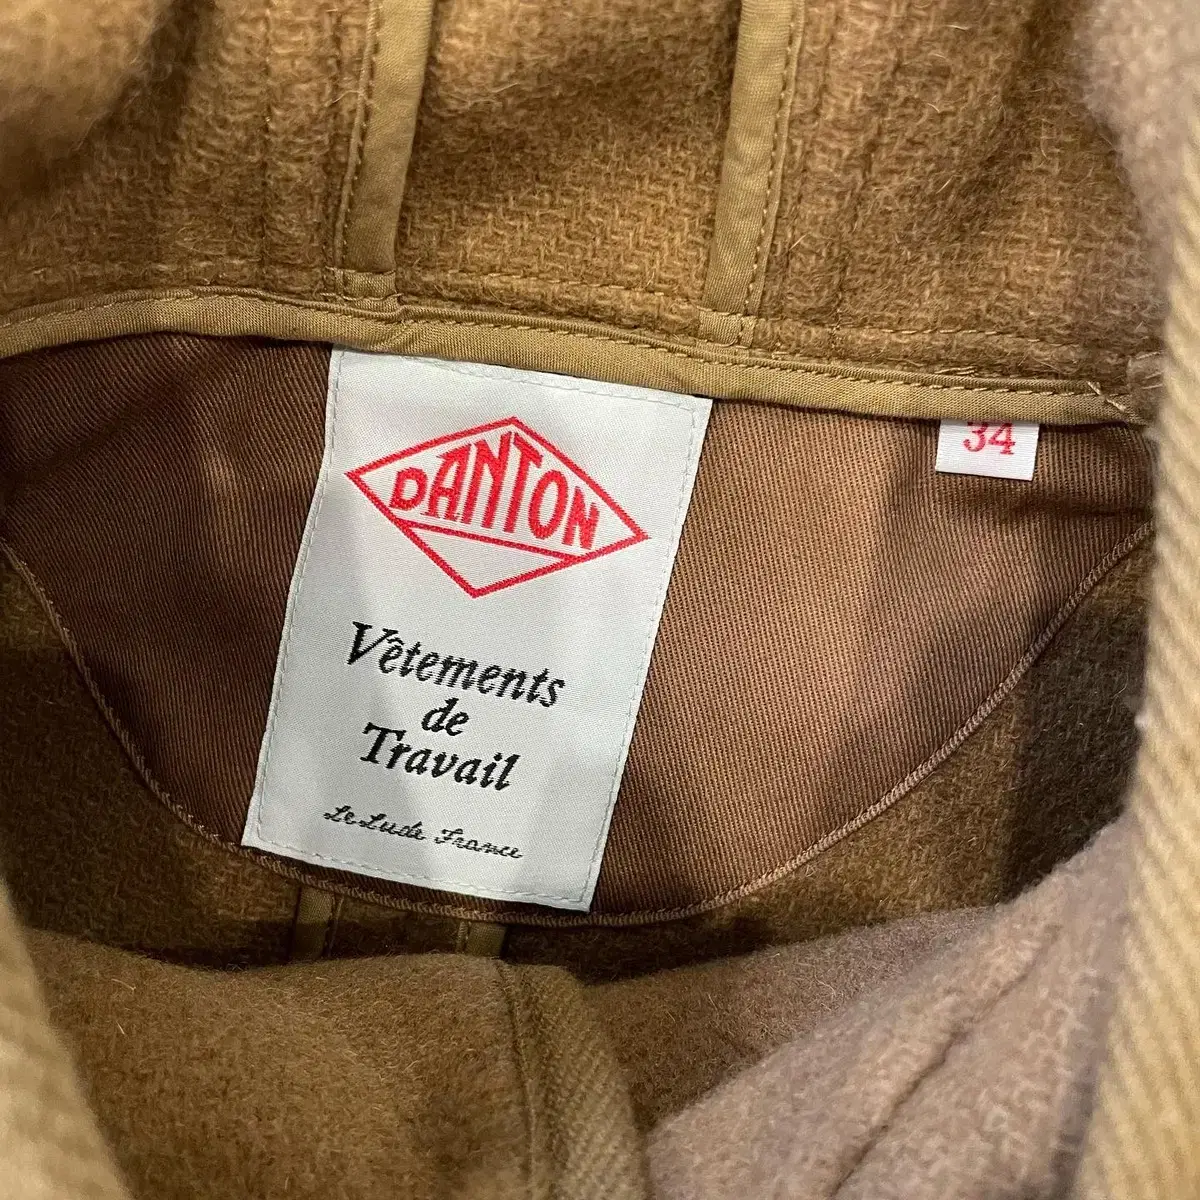 DANTON
34
Vêtements
de
Travail
Le Lude France